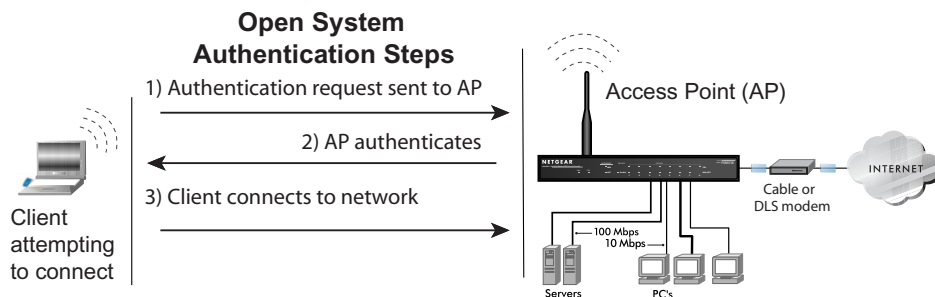 Open System
Authentication Steps
1) Authentication request sent to AP
2) AP authenticates
3) Client connects to network
Client
attempting
to connect
Access Point (AP)
NETGEAR
Cable or
DLS modem
INTERNET
100 Mbps
10 Mbps
Servers
PC's